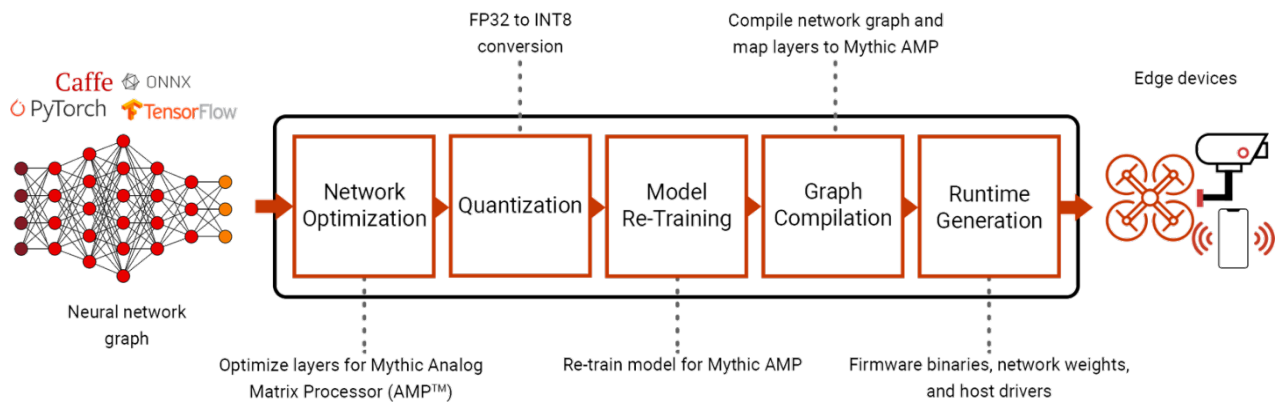 FP32 to INT8
conversion
Compile network graph and
map layers to Mythic AMP
Edge devices
Caffe ONNX
PyTorch TensorFlow
Network
Optimization
Quantization
Model
Re-Training
Graph
Compilation
Runtime
Generation
Neural network
graph
Optimize layers for Mythic Analog
Matrix Processor (AMP™)
Re-train model for Mythic AMP
Firmware binaries, network weights,
and host drivers